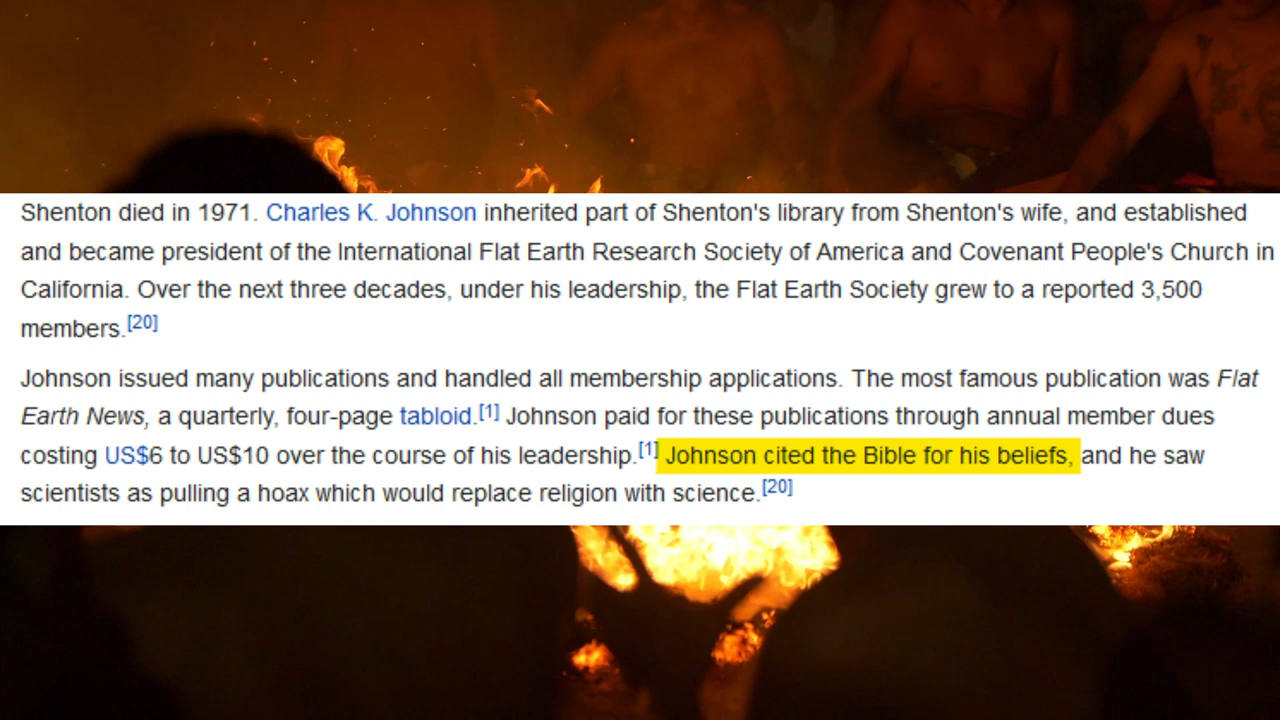 Shenton died in 1971. Charles K. Johnson inherited part of Shenton's library from Shenton's wife, and established
and became president of the International Flat Earth Research Society of America and Covenant People's Church in
California. Over the next three decades, under his leadership, the Flat Earth Society grew to a reported 3,500
members.[20]
Johnson issued many publications and handled all membership applications. The most famous publication was Flat
Earth News, a quarterly, four-page tabloid.[1] Johnson paid for these publications through annual member dues
costing US$6 to US$10 over the course of his leadership.[1] Johnson cited the Bible for his beliefs, and he saw
scientists as pulling a hoax which would replace religion with science.[20]